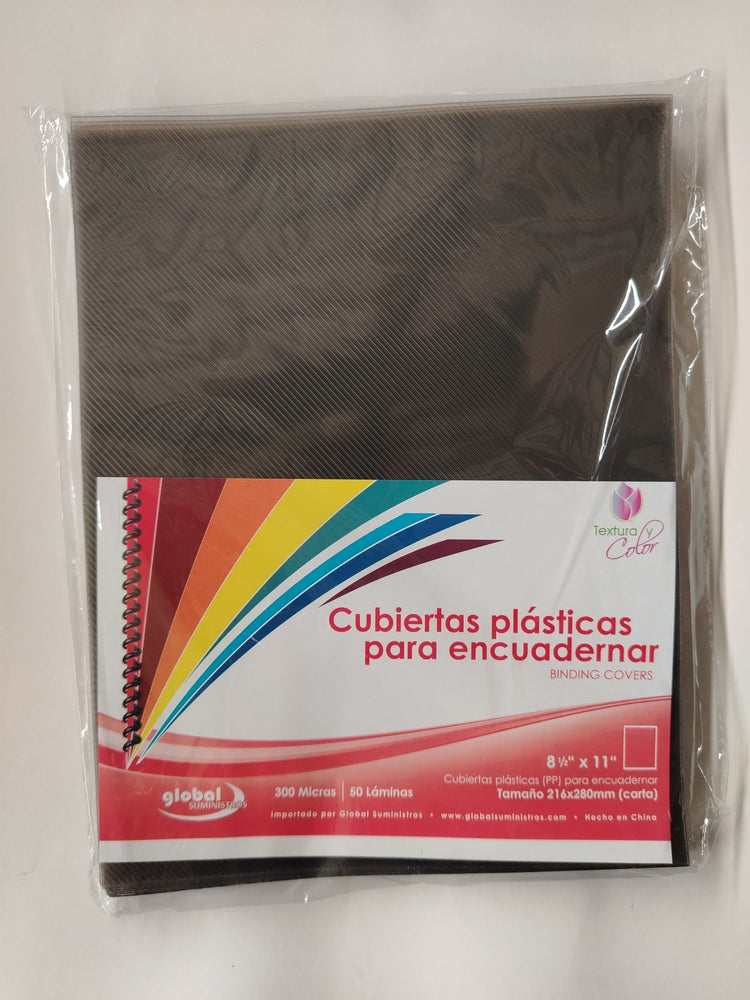 Textura y
Color
Cubiertas plásticas
para encuadernar
BINDING COVERS
8 ½" x 11"
Cubiertas plásticas (PP) para encuadernar
Tamaño 216x280mm (carta)
global
SUMINISTROS
300 Micras | 50 Láminas
Importado por Global Suministros • www.globalsuministros.com • Hecho en China